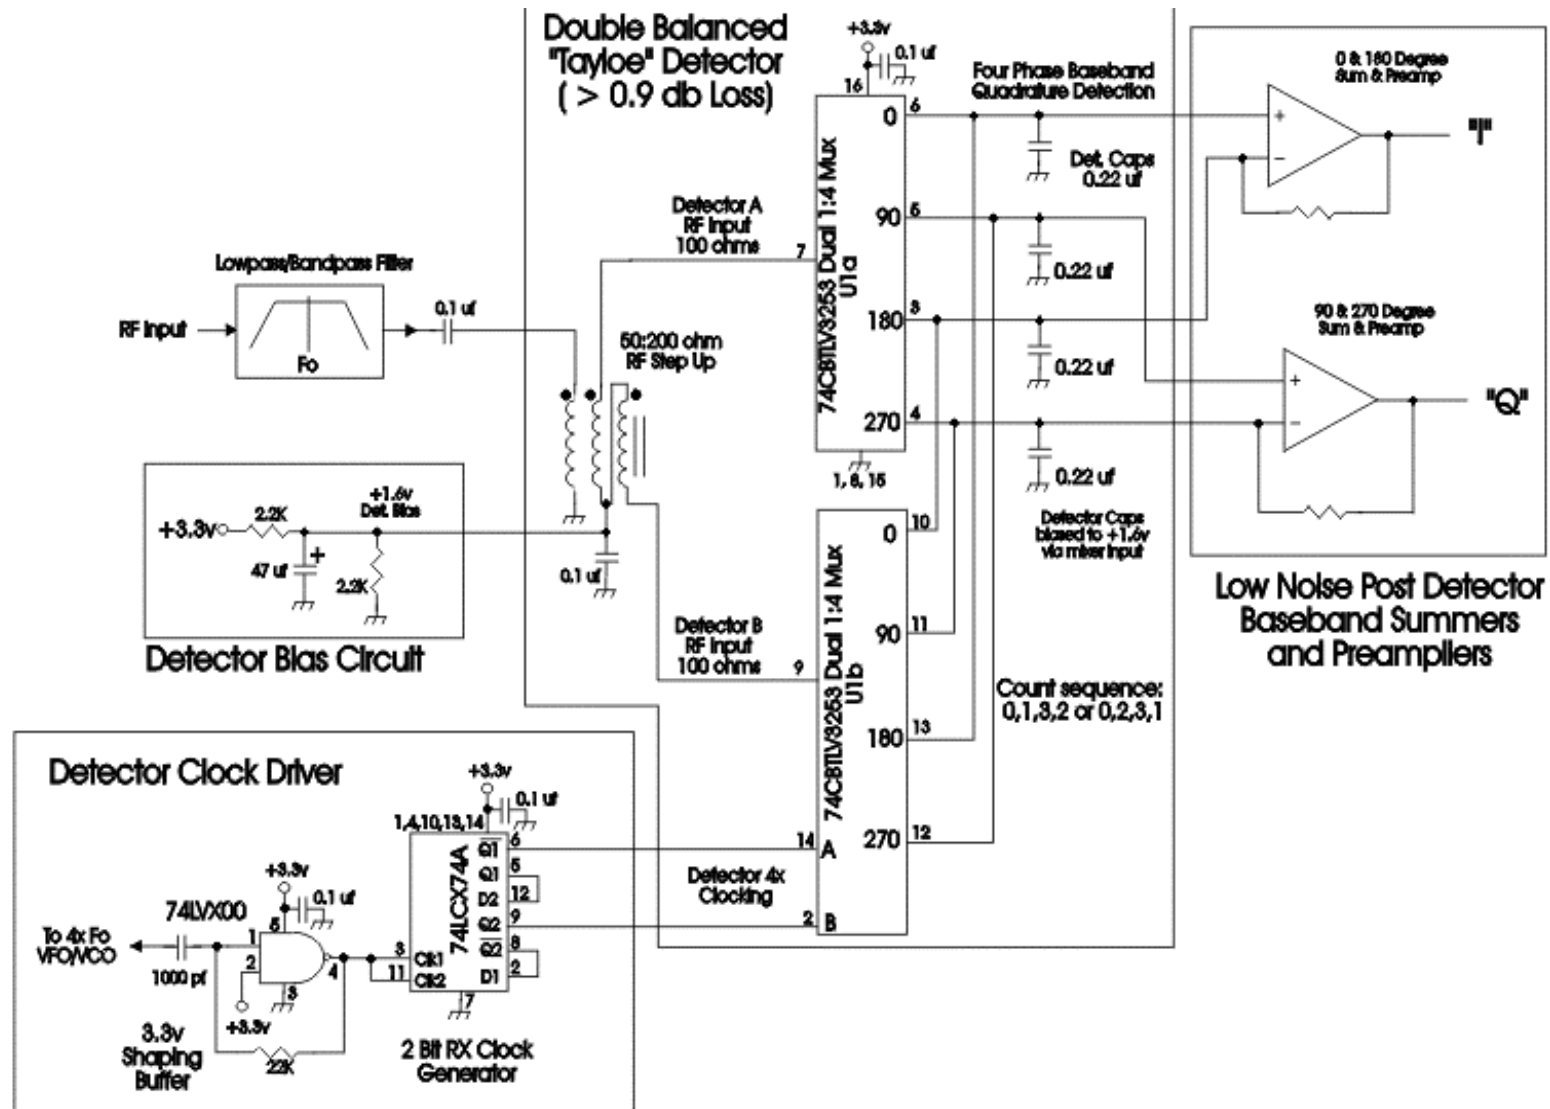 Double Balanced
"Tayloe" Detector
( > 0.9 db Loss)
+3.3v
0.1 uf
16
Four Phase Baseband
Quadrature Detection
0 & 180 Degree
Sum & Preamp
0
6
+
−
"I"
Det. Caps
0.22 uf
74CBTLV3253 Dual 1:4 Mux
U1a
Detector A
RF Input
100 ohms
7
90
5
0.22 uf
Lowpass/Bandpass Filter
RF Input
Fo
0.1 uf
50:200 ohm
RF Step Up
180
3
0.22 uf
90 & 270 Degree
Sum & Preamp
+
−
"Q"
270
4
0.22 uf
1, 8, 15
+3.3v
2.2K
+1.6v
Det. Bias
47 uf
+
2.2K
0.1 uf
Detector Bias Circuit
Detector Caps
biased to +1.6v
via mixer input
Low Noise Post Detector
Baseband Summers
and Preampliers
74CBTLV3253 Dual 1:4 Mux
U1b
0
10
Detector B
RF Input
100 ohms
9
90
11
Count sequence:
0,1,3,2 or 0,2,3,1
180
13
270
12
14
A
2
B
Detector 4x
Clocking
Detector Clock Driver
+3.3v
0.1 uf
1,4,10,13,14
74LCX74A
Q1
6
Q1
5
D2
12
Q2
9
Q2
8
D1
2
3
Clk1
11
Clk2
7
+3.3v
0.1 uf
74LVX00
5
1
2
4
3
To 4x Fo
VFO/VCO
1000 pf
+3.3v
22K
3.3v
Shaping
Buffer
2 Bit RX Clock
Generator